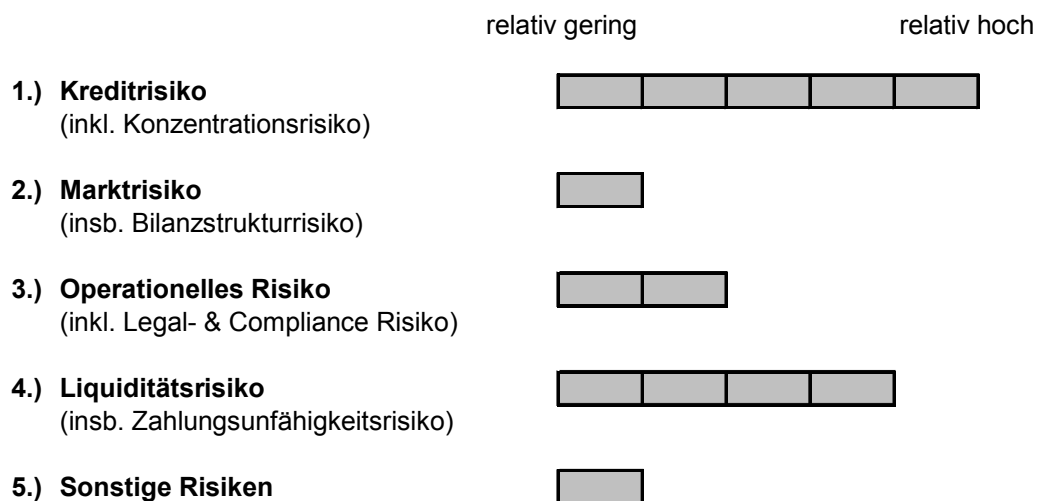 relativ gering relativ hoch
1.) Kreditrisiko
(inkl. Konzentrationsrisiko)
2.) Marktrisiko
(insb. Bilanzstrukturrisiko)
3.) Operationelles Risiko
(inkl. Legal- & Compliance Risiko)
4.) Liquiditätsrisiko
(insb. Zahlungsunfähigkeitsrisiko)
5.) Sonstige Risiken